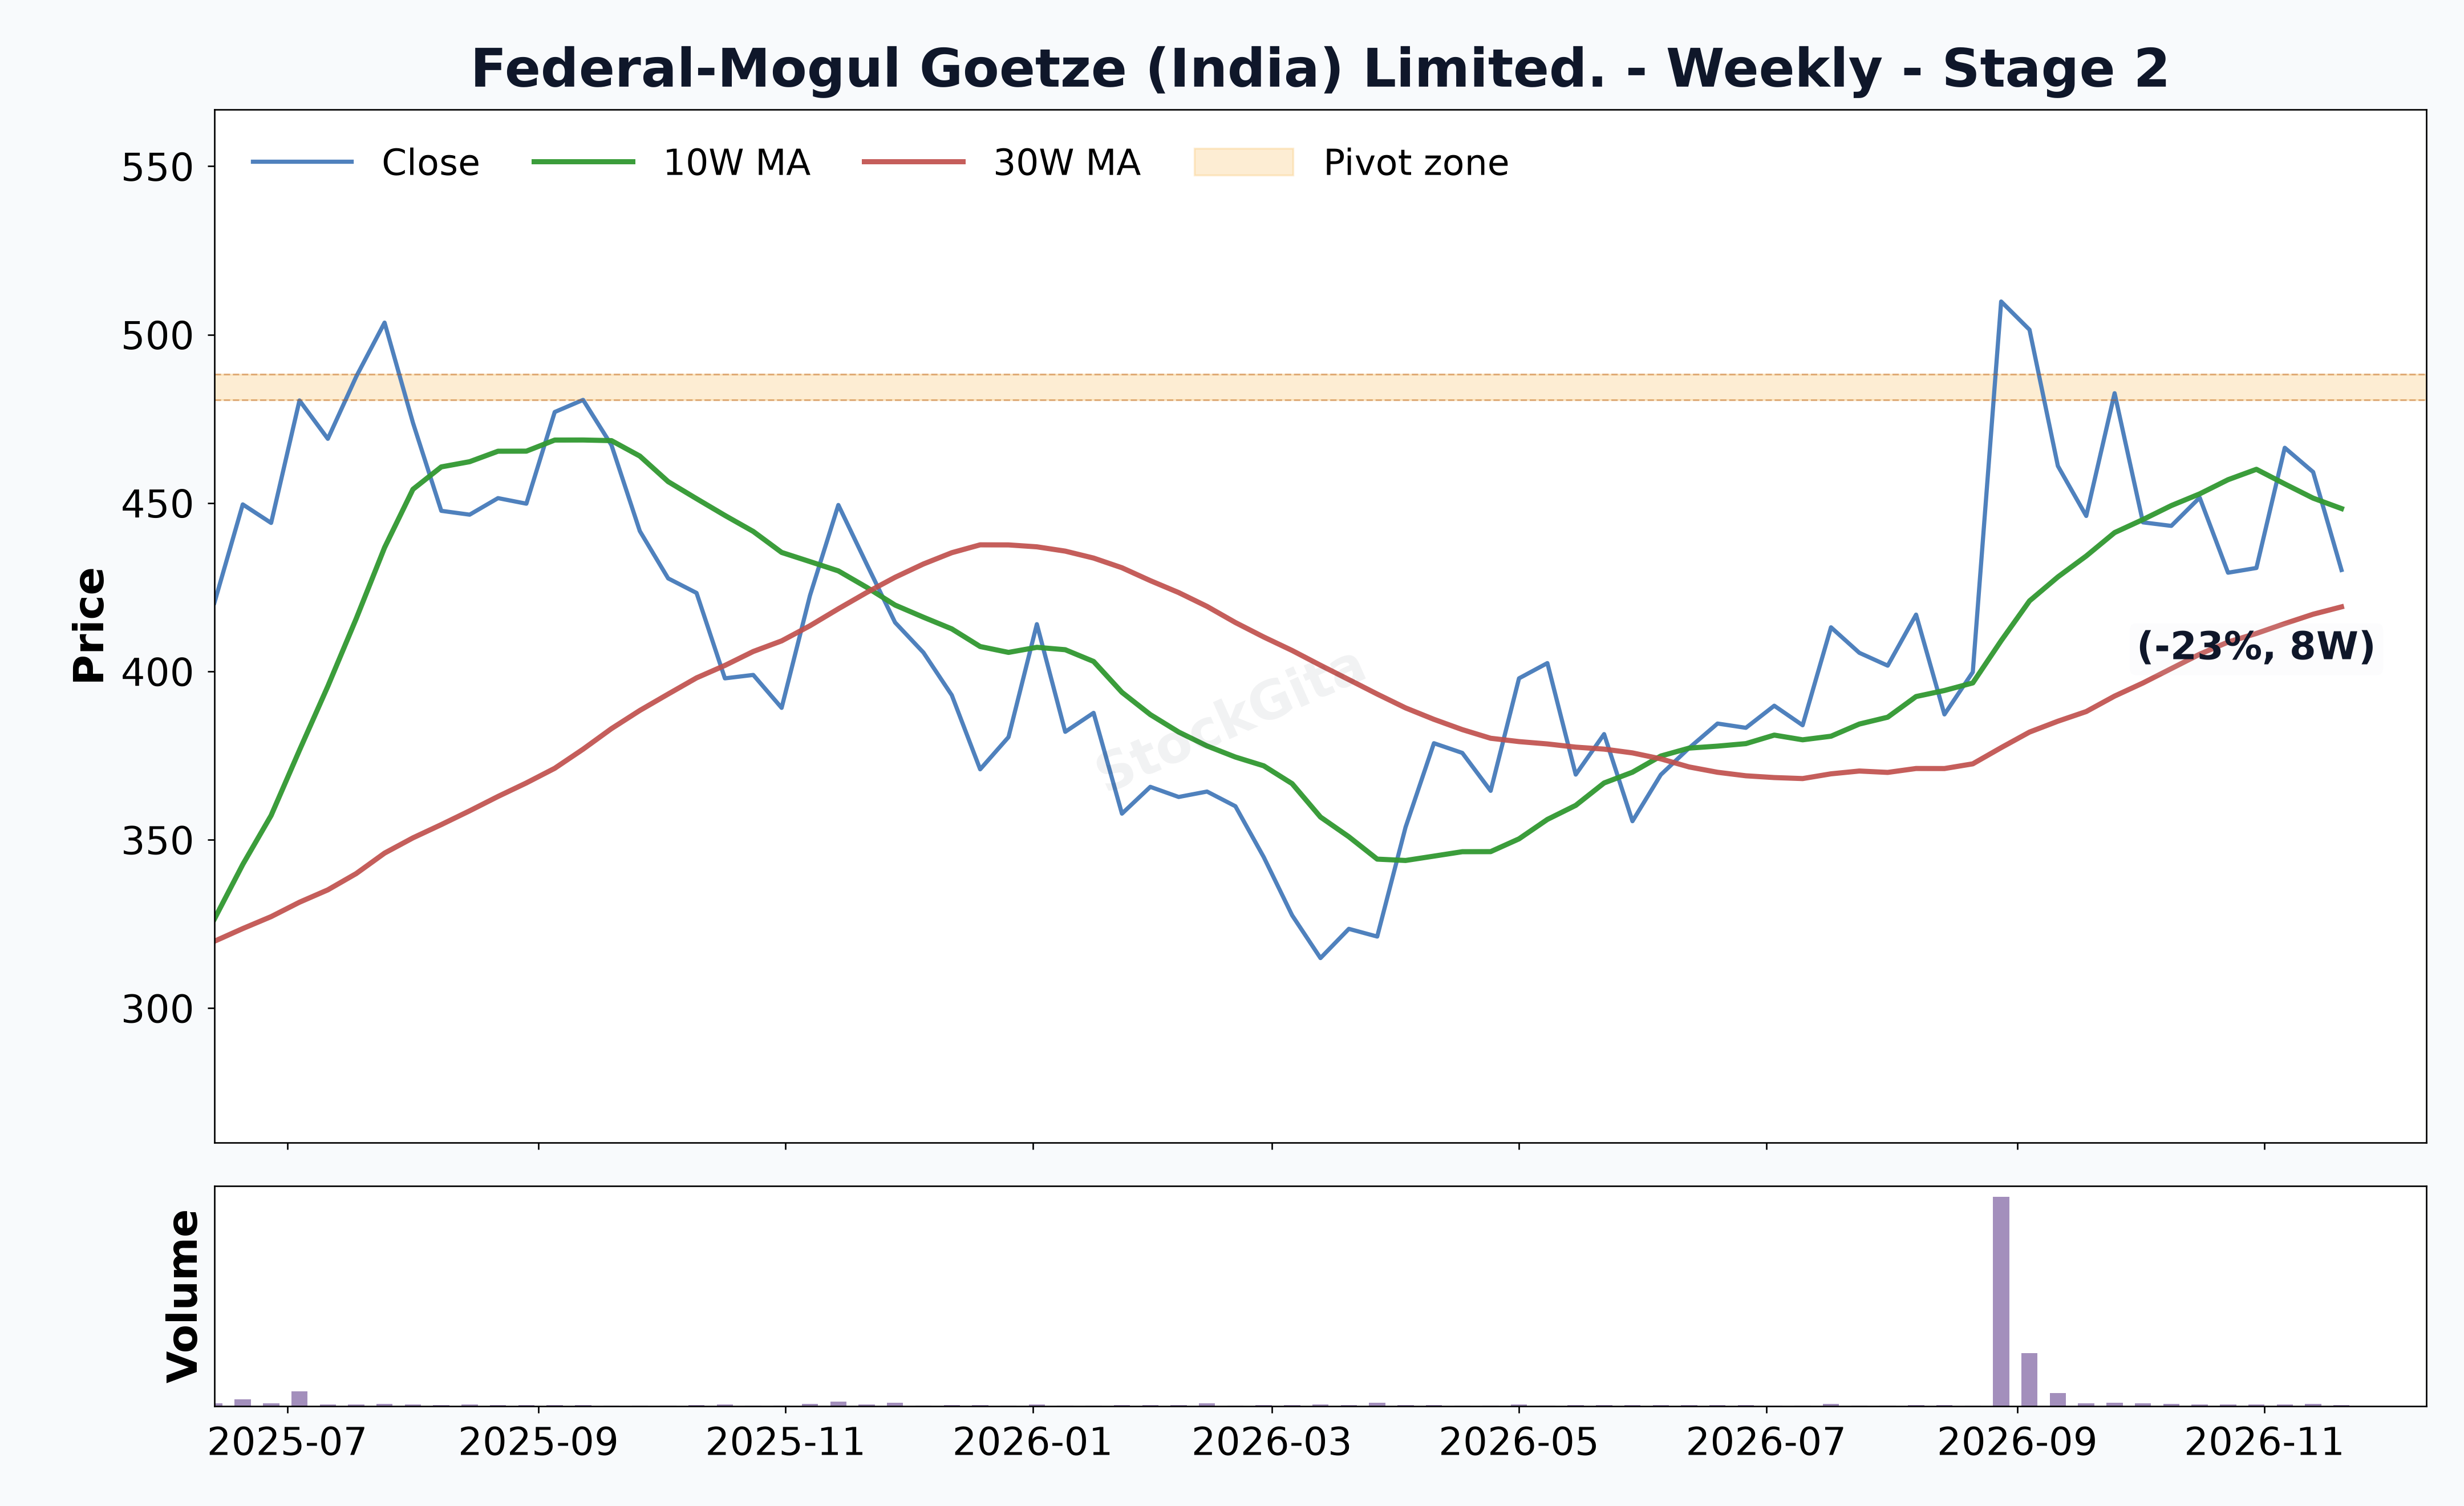 Federal-Mogul Goetze (India) Limited. - Weekly - Stage 2
Close 10W MA 30W MA Pivot zone
Price
550
500
450
400
350
300
(-23%, 8W)
StockGita
Volume
2025-07 2025-09 2025-11 2026-01 2026-03 2026-05 2026-07 2026-09 2026-11